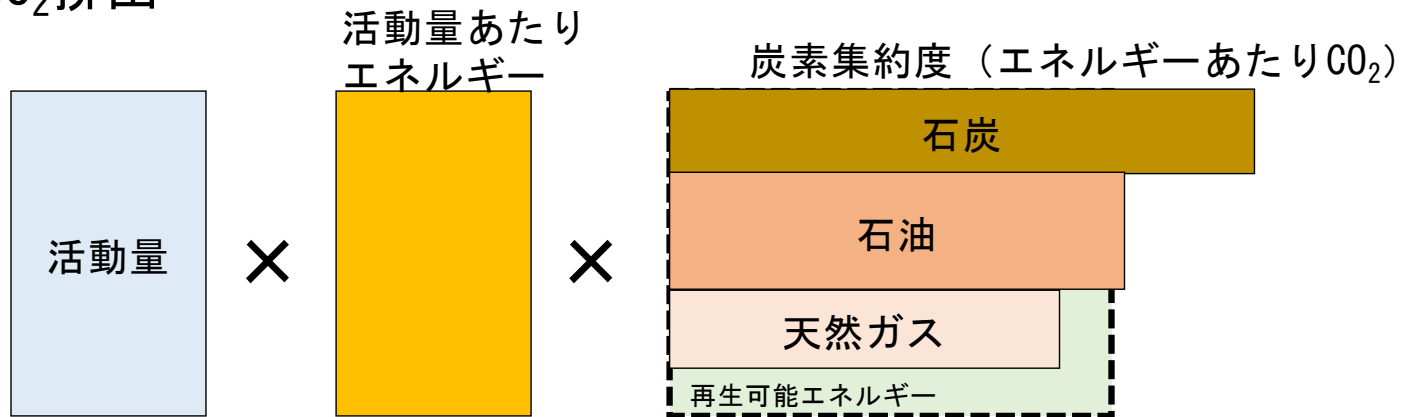 活動量あたり
エネルギー
炭素集約度（エネルギーあたりCO₂）
石炭
石油
天然ガス
再生可能エネルギー
活動量
×
×